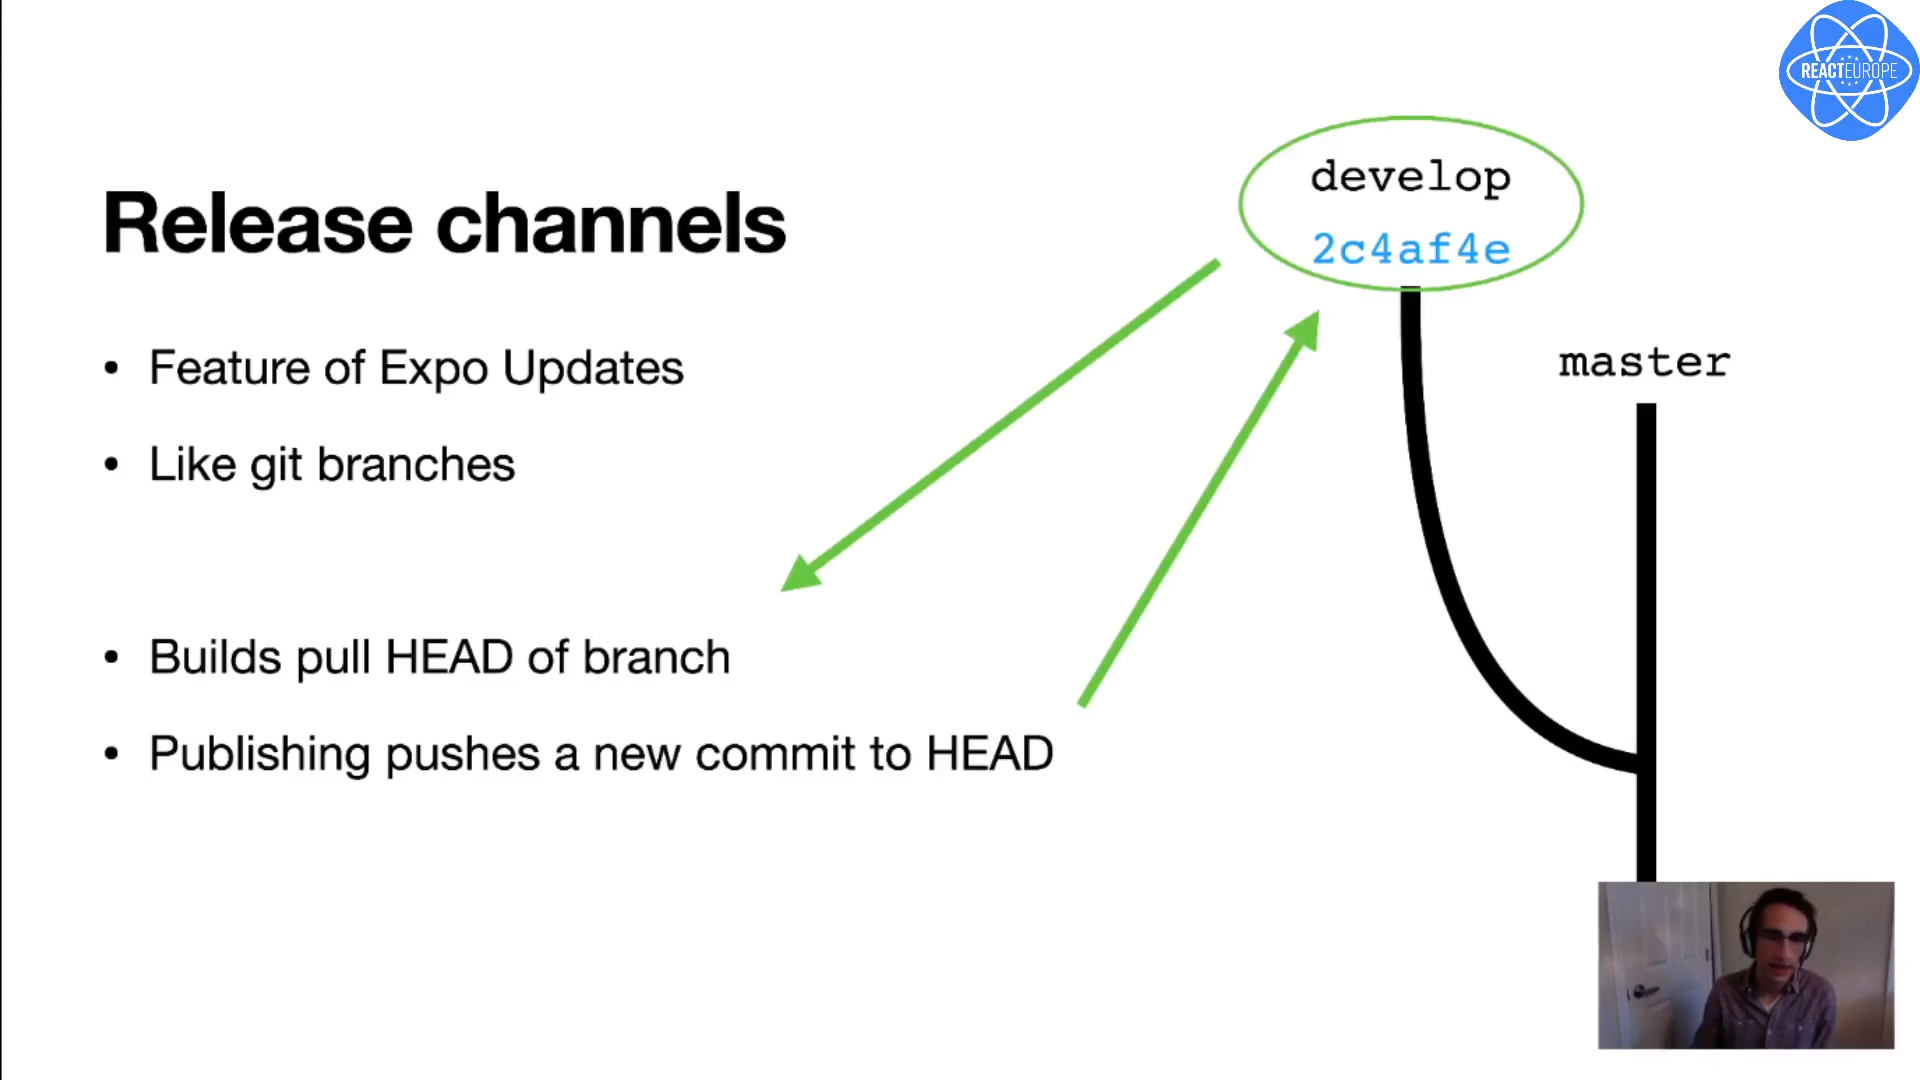 REACTEUROPE
Release channels
• Feature of Expo Updates
• Like git branches
• Builds pull HEAD of branch
• Publishing pushes a new commit to HEAD
develop
2c4af4e
master